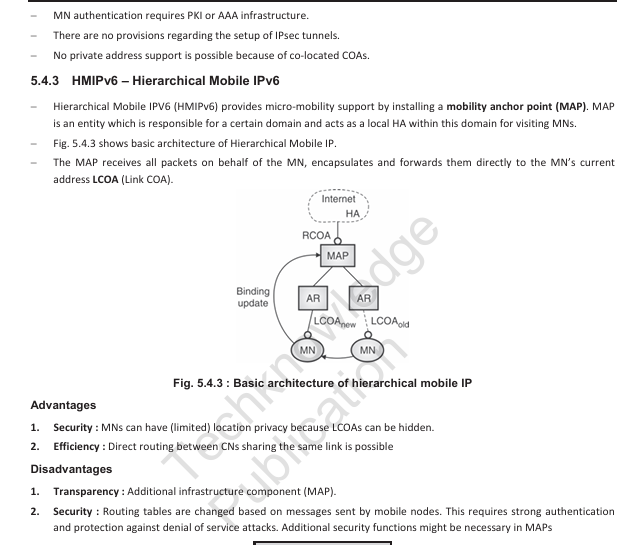 – MN authentication requires PKI or AAA infrastructure.
– There are no provisions regarding the setup of IPsec tunnels.
– No private address support is possible because of co-located COAs.
5.4.3 HMIPv6 – Hierarchical Mobile IPv6
– Hierarchical Mobile IPV6 (HMIPv6) provides micro-mobility support by installing a mobility anchor point (MAP). MAP
is an entity which is responsible for a certain domain and acts as a local HA within this domain for visiting MNs.
– Fig. 5.4.3 shows basic architecture of Hierarchical Mobile IP.
– The MAP receives all packets on behalf of the MN, encapsulates and forwards them directly to the MN’s current
address LCOA (Link COA).
Internet
HA
RCOA
MAP
Binding
update
AR AR
LCOAnew LCOAold
MN MN
Fig. 5.4.3 : Basic architecture of hierarchical mobile IP
Advantages
1. Security : MNs can have (limited) location privacy because LCOAs can be hidden.
2. Efficiency : Direct routing between CNs sharing the same link is possible
Disadvantages
1. Transparency : Additional infrastructure component (MAP).
2. Security : Routing tables are changed based on messages sent by mobile nodes. This requires strong authentication
and protection against denial of service attacks. Additional security functions might be necessary in MAPs
Techknowledge
Publication